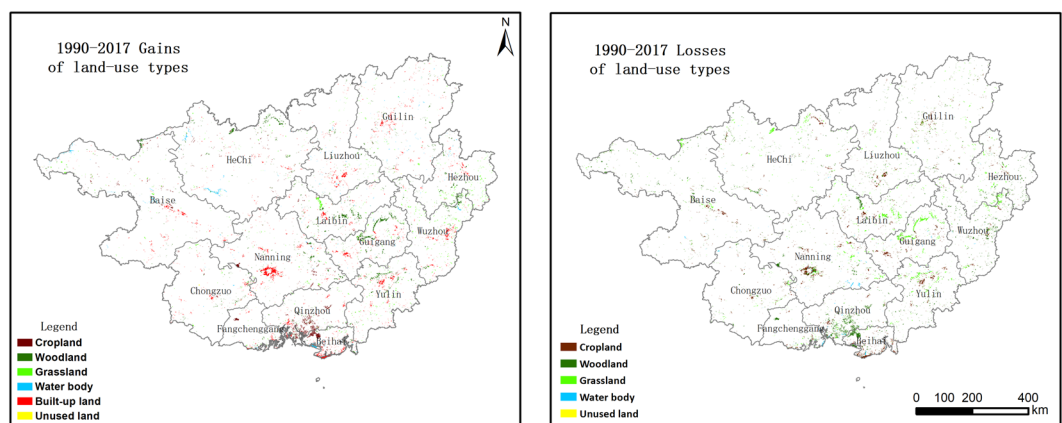 1990-2017 Gains
of land-use types
N
Guilin
HeChi
Liuzhou
Hezhou
Baise
Laibin
Wuzhou
Guigang
Nanning
Chongzuo
Yulin
Qinzhou
Fangchenggang
Beihai
Legend
Cropland
Woodland
Grassland
Water body
Built-up land
Unused land
1990-2017 Losses
of land-use types
Guilin
HeChi
Liuzhou
Hezhou
Baise
Laibin
Wuzhou
Guigang
Nanning
Chongzuo
Yulin
Qinzhou
Fangchenggang
Beihai
Legend
Cropland
Woodland
Grassland
Water body
Unused land
0 100 200 400
km